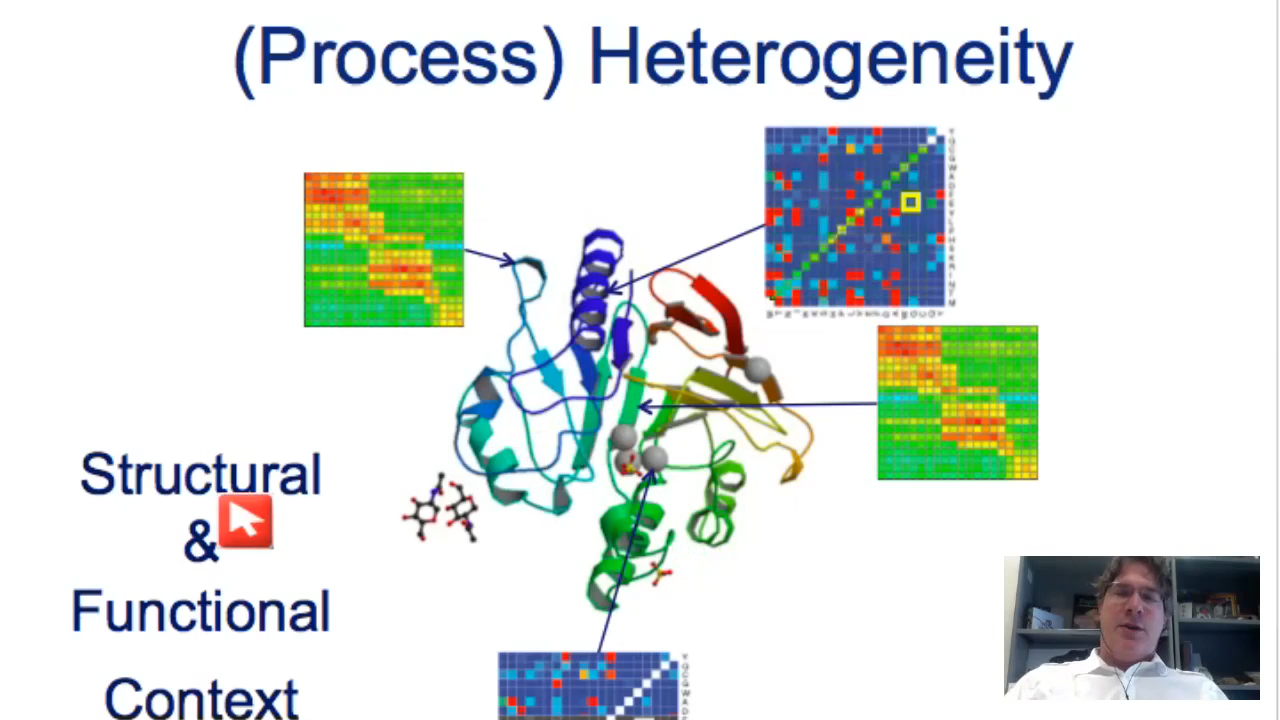 (Process) Heterogeneity
Structural
&
Functional
Context